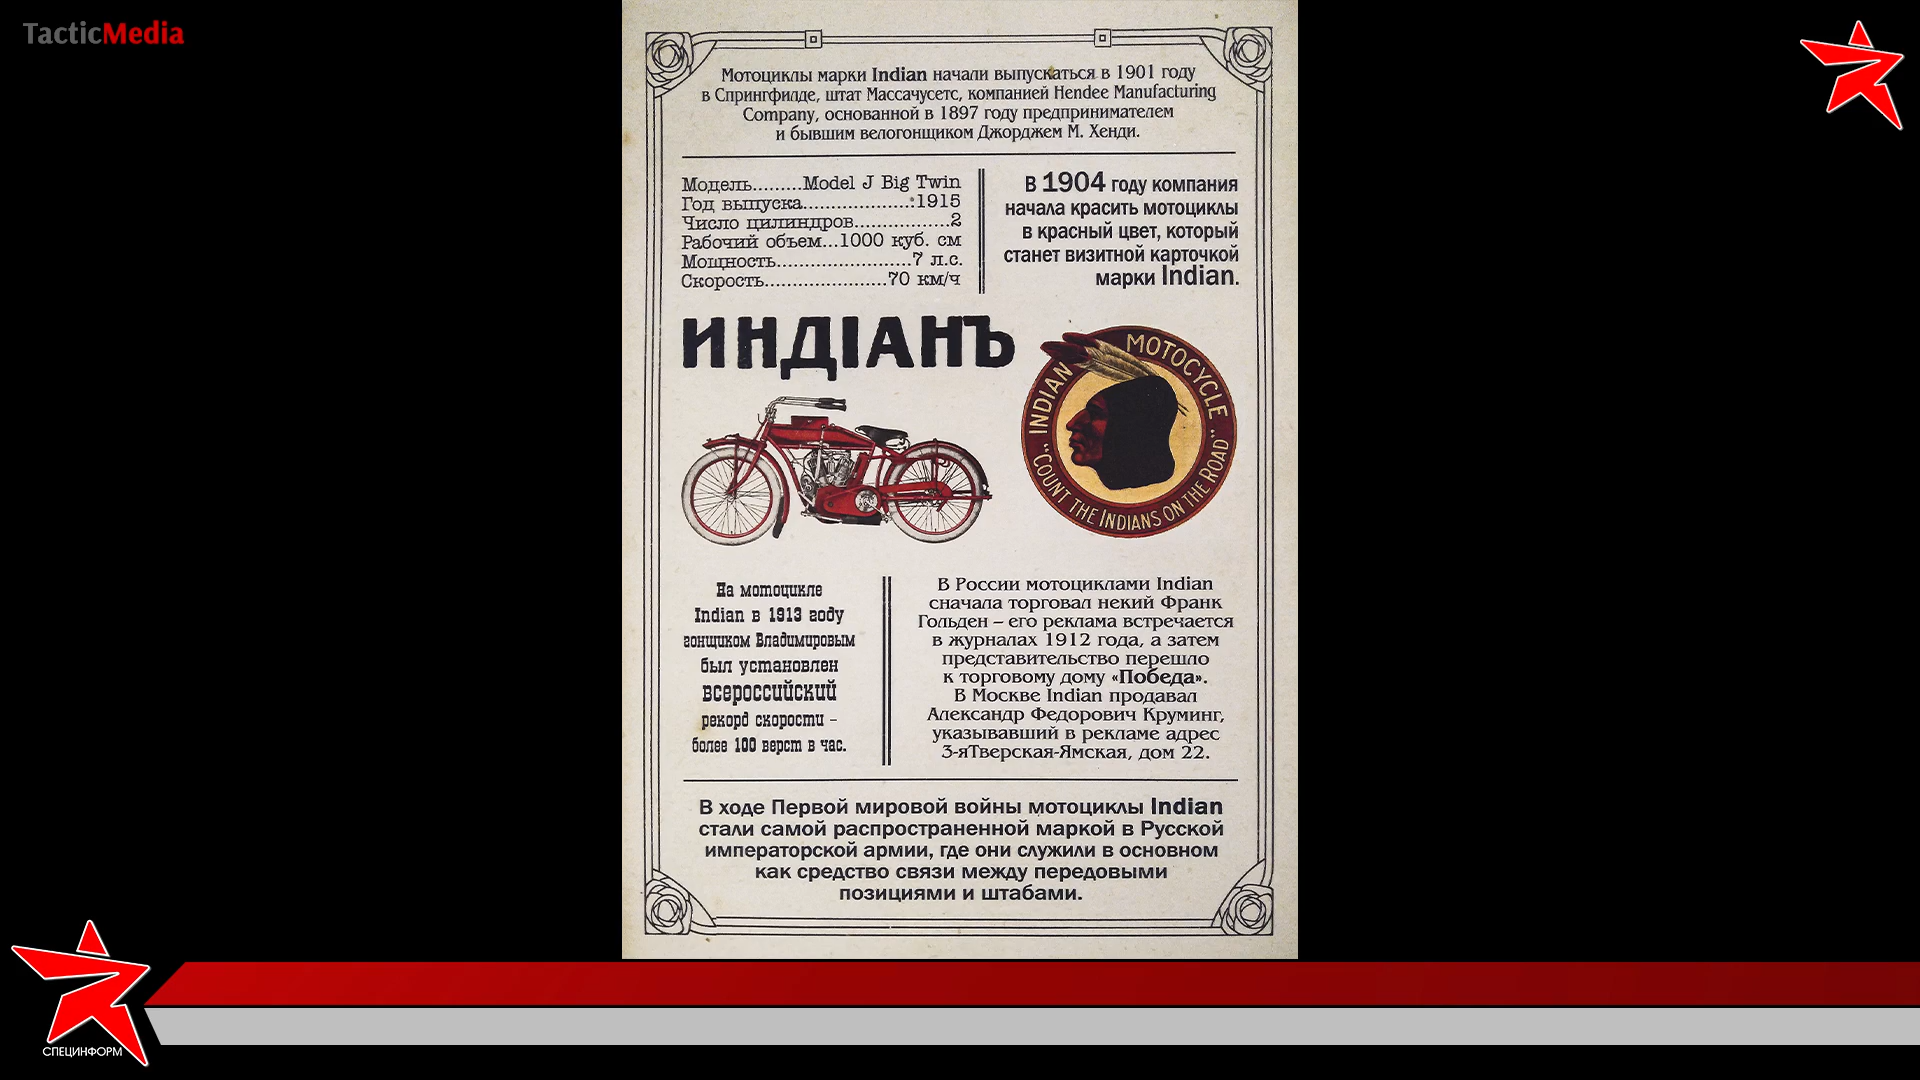 TacticMedia
Мотоциклы марки Indian начали выпускаться в 1901 году
в Спрингфилде, штат Массачусетс, компанией Hendee Manufacturing
Company, основанной в 1897 году предпринимателем
и бывшим велогонщиком Джорджем М. Хенди.
Модель.........Model J Big Twin
Год выпуска...................:1915
Число цилиндров.................2
Рабочий объем...1000 куб. см
Мощность........................7 л.с.
Скорость......................70 км/ч
В 1904 году компания
начала красить мотоциклы
в красный цвет, который
станет визитной карточкой
марки Indian.
ИНДІАНЪ
INDIAN MOTOCYCLE
"COUNT THE INDIANS ON THE ROAD"
На мотоцикле
Indian в 1913 году
гонщиком Владимировым
был установлен
всероссийский
рекорд скорости –
более 100 верст в час.
В России мотоциклами Indian
сначала торговал некий Франк
Гольден – его реклама встречается
в журналах 1912 года, а затем
представительство перешло
к торговому дому «Победа».
В Москве Indian продавал
Александр Федорович Круминг,
указывавший в рекламе адрес
3-яТверская-Ямская, дом 22.
В ходе Первой мировой войны мотоциклы Indian
стали самой распространенной маркой в Русской
императорской армии, где они служили в основном
как средство связи между передовыми
позициями и штабами.
СПЕЦИНФОРМ